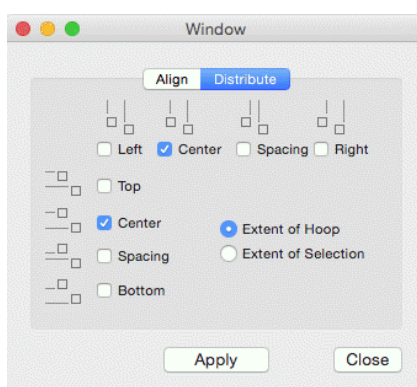 Window
Align Distribute
Left Center Spacing Right
Top
Center
Extent of Hoop
Spacing
Extent of Selection
Bottom
Apply Close